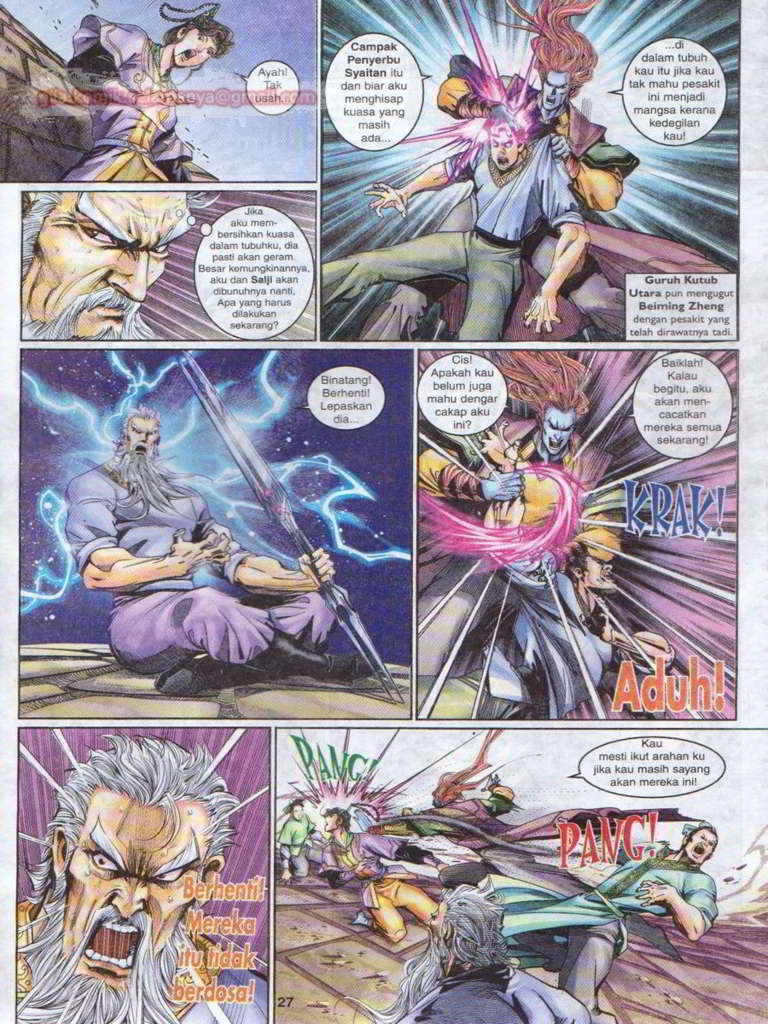 Ayah!
Tak
usah.
Campak
Penyerbu
Syaitan itu
dan biar aku
menghisap
kuasa yang
masih
ada...
...di
dalam tubuh
kau itu jika kau
tak mahu pesakit
ini menjadi
mangsa kerana
kedegilan
kau!
Guruh Kutub
Utara pun mengugut
Beiming Zheng
dengan pesakit yang
telah dirawatnya tadi.
Jika
aku mem-
bersihkan kuasa
dalam tubuhku, dia
pasti akan geram.
Besar kemungkinannya,
aku dan Salji akan
dibunuhnya nanti,
Apa yang harus
dilakukan
sekarang?
Binatang!
Berhenti!
Lepaskan
dia...
Cis!
Apakah kau
belum juga
mahu dengar
cakap aku
ini?
Baiklah!
Kalau
begitu, aku
akan men-
cacatkan
mereka semua
sekarang!
KRAK!
Aduh!
Berhenti!
Mereka
itu tidak
berdosa!
PANG!
Kau
mesti ikut arahan ku
jika kau masih sayang
akan mereka ini!
PANG!
27